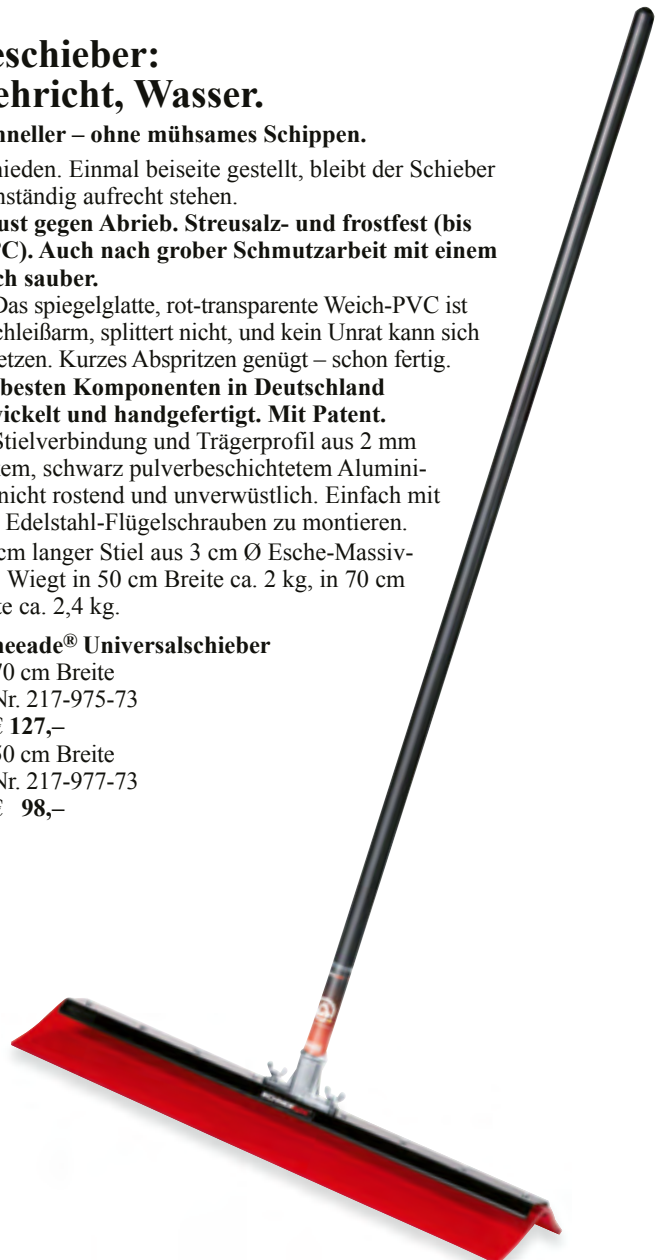 eschieber:
ehricht, Wasser.
hneller – ohne mühsames Schippen.
nieden. Einmal beiseite gestellt, bleibt der Schieber
nständig aufrecht stehen.
ust gegen Abrieb. Streusalz- und frostfest (bis
°C). Auch nach grober Schmutzarbeit mit einem
ch sauber.
Das spiegelglatte, rot-transparente Weich-PVC ist
chleißarm, splittert nicht, und kein Unrat kann sich
etzen. Kurzes Abspritzen genügt – schon fertig.
besten Komponenten in Deutschland
wickelt und handgefertigt. Mit Patent.
Stielverbindung und Trägerprofil aus 2 mm
kem, schwarz pulverbeschichtetem Alumini-
nicht rostend und unverwüstlich. Einfach mit
Edelstahl-Flügelschrauben zu montieren.
cm langer Stiel aus 3 cm Ø Esche-Massiv-
Wiegt in 50 cm Breite ca. 2 kg, in 70 cm
te ca. 2,4 kg.
neeade® Universalschieber
70 cm Breite
Nr. 217-975-73
€ 127,–
50 cm Breite
Nr. 217-977-73
€ 98,–